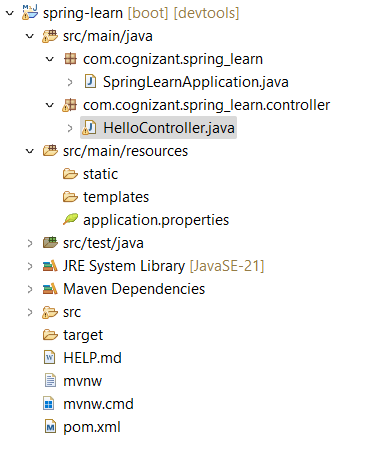 spring-learn [boot] [devtools]
src/main/java
com.cognizant.spring_learn
SpringLearnApplication.java
com.cognizant.spring_learn.controller
HelloController.java
src/main/resources
static
templates
application.properties
src/test/java
JRE System Library [JavaSE-21]
Maven Dependencies
src
target
HELP.md
mvnw
mvnw.cmd
pom.xml